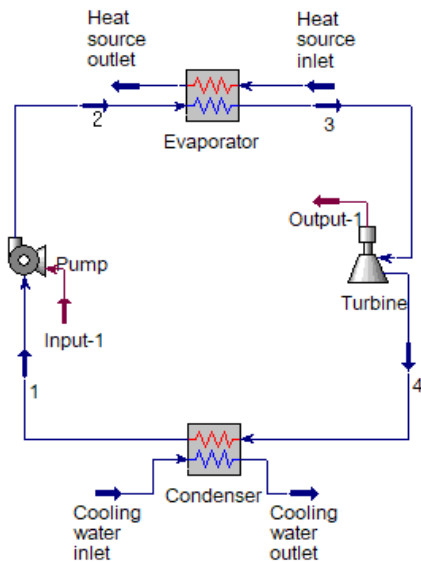 Heat
source
outlet
Heat
source
inlet
2
3
Evaporator
Output-1
Pump
Turbine
Input-1
1
4
Condenser
Cooling
water
inlet
Cooling
water
outlet